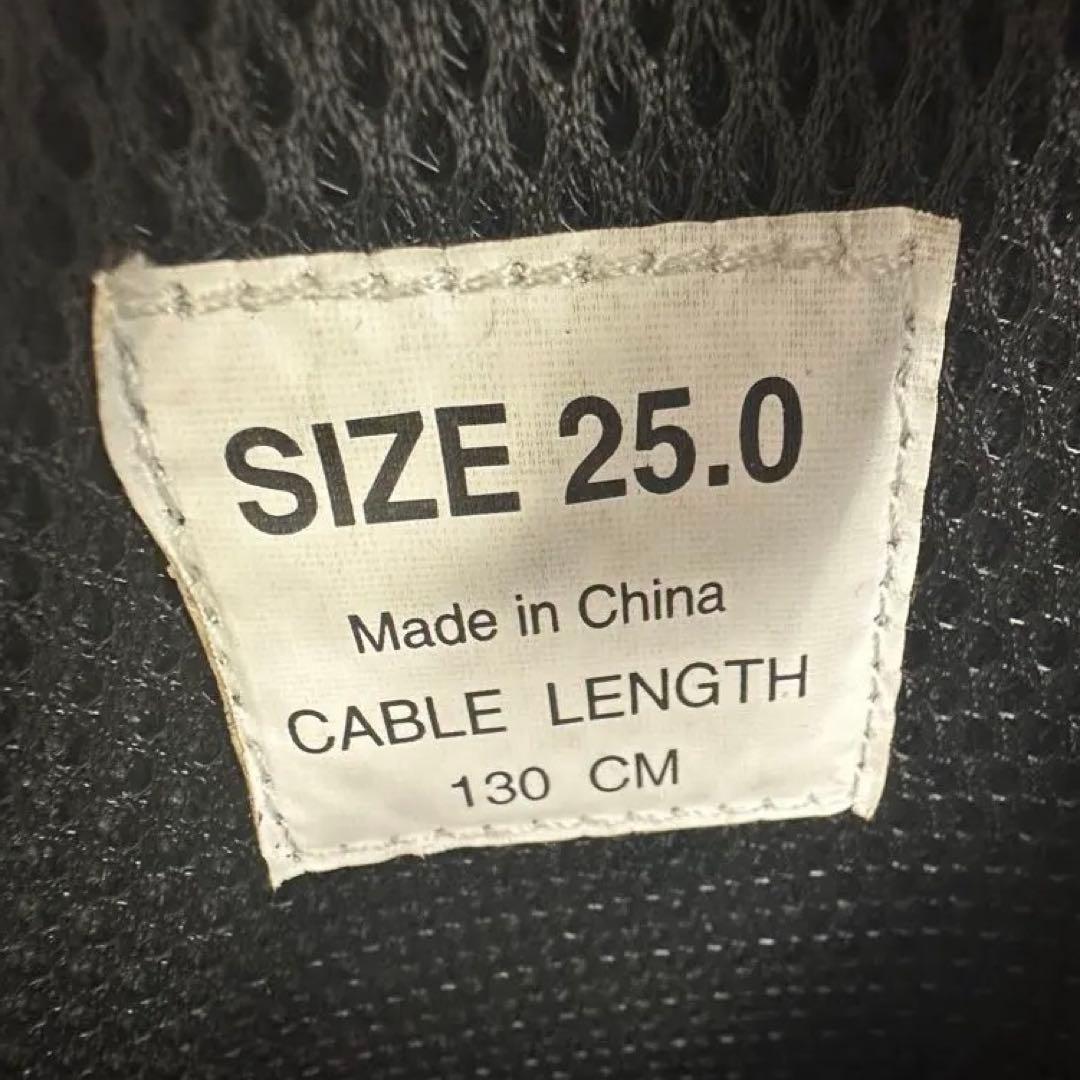 SIZE 25.0
Made in China
CABLE LENGTH
130 CM